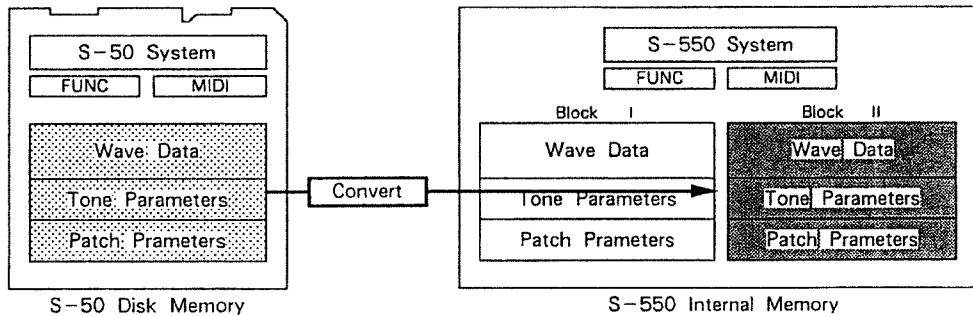 S-50 System
FUNC MIDI
Wave Data
Tone Parameters
Patch Prameters
S-50 Disk Memory
Convert
S-550 System
FUNC MIDI
Block I
Wave Data
Tone Parameters
Patch Prameters
Block II
Wave Data
Tone Parameters
Patch Prameters
S-550 Internal Memory